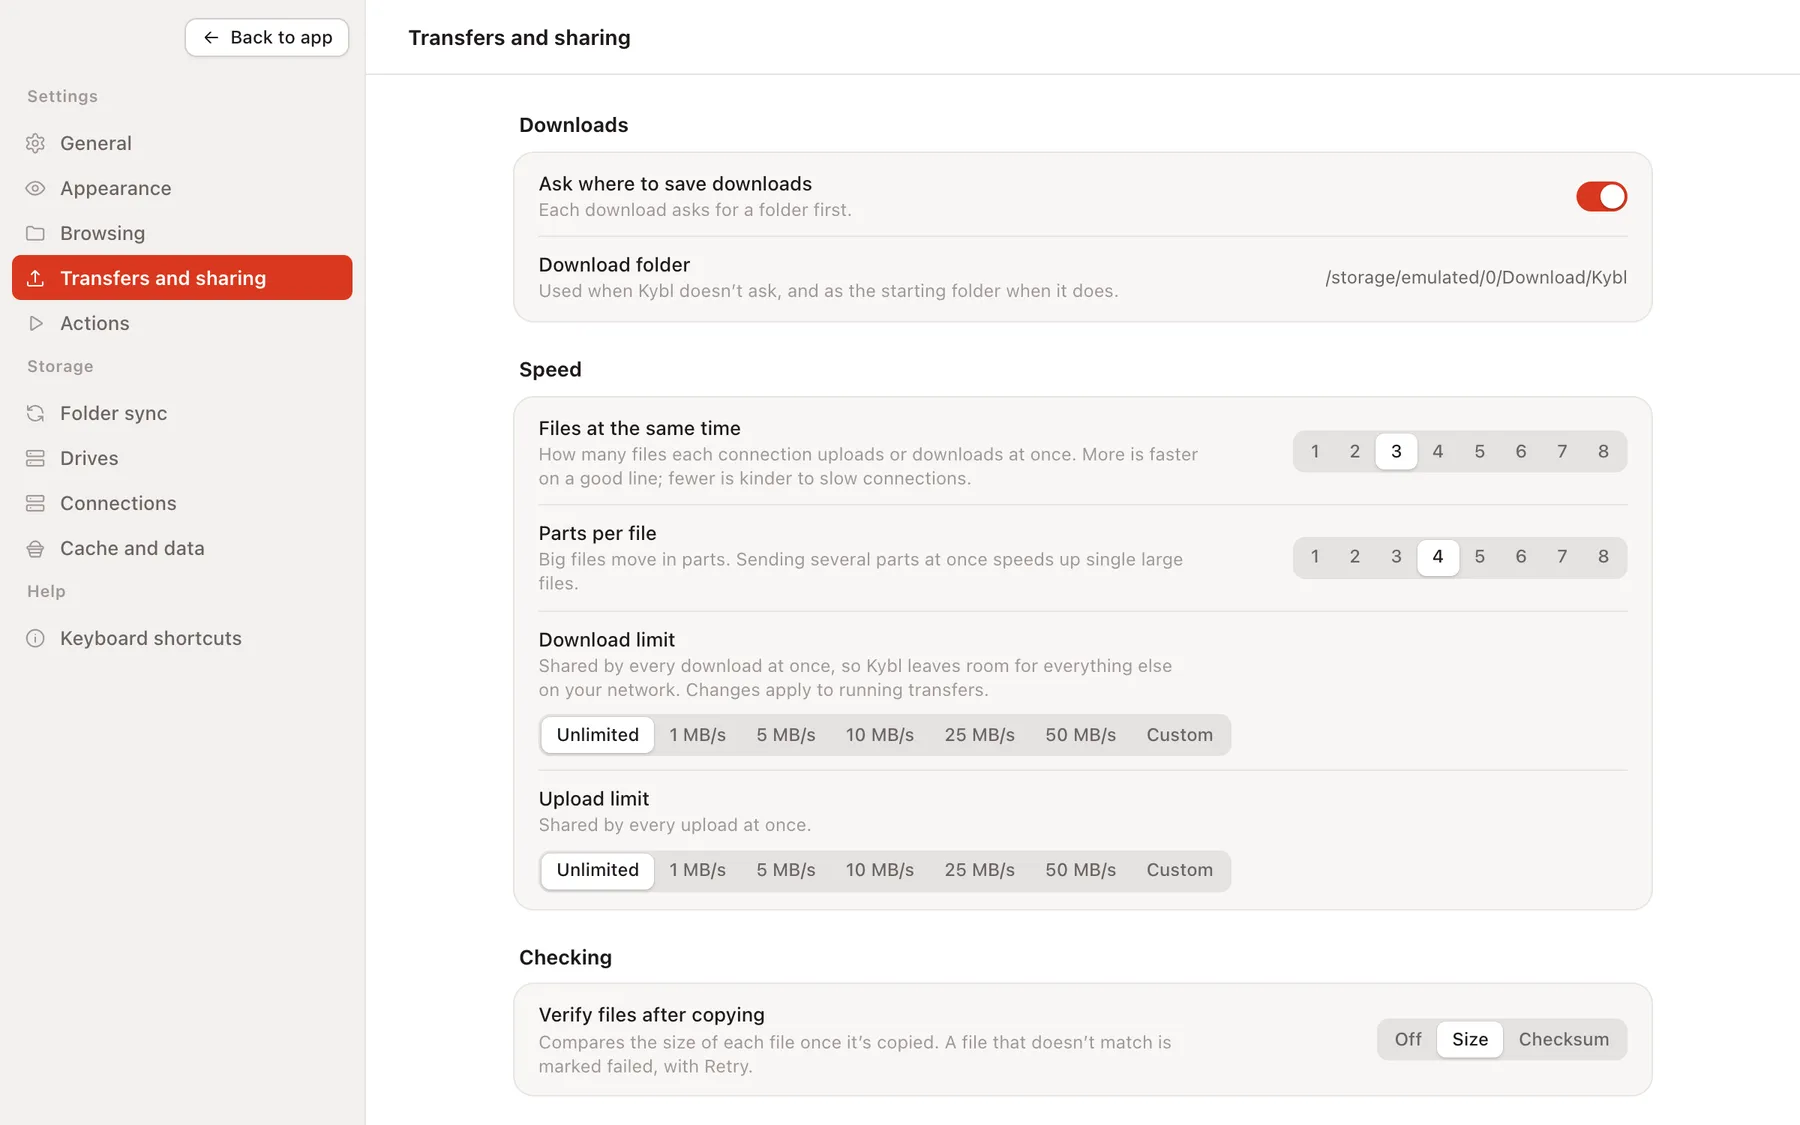 Back to app
Settings
General
Appearance
Browsing
Transfers and sharing
Actions
Storage
Folder sync
Drives
Connections
Cache and data
Help
Keyboard shortcuts
Transfers and sharing
Downloads
Ask where to save downloads
Each download asks for a folder first.
Download folder
Used when Kybl doesn’t ask, and as the starting folder when it does.
/storage/emulated/0/Download/Kybl
Speed
Files at the same time
How many files each connection uploads or downloads at once. More is faster
on a good line; fewer is kinder to slow connections.
1 2 3 4 5 6 7 8
Parts per file
Big files move in parts. Sending several parts at once speeds up single large
files.
1 2 3 4 5 6 7 8
Download limit
Shared by every download at once, so Kybl leaves room for everything else
on your network. Changes apply to running transfers.
Unlimited 1 MB/s 5 MB/s 10 MB/s 25 MB/s 50 MB/s Custom
Upload limit
Shared by every upload at once.
Unlimited 1 MB/s 5 MB/s 10 MB/s 25 MB/s 50 MB/s Custom
Checking
Verify files after copying
Compares the size of each file once it’s copied. A file that doesn’t match is
marked failed, with Retry.
Off Size Checksum